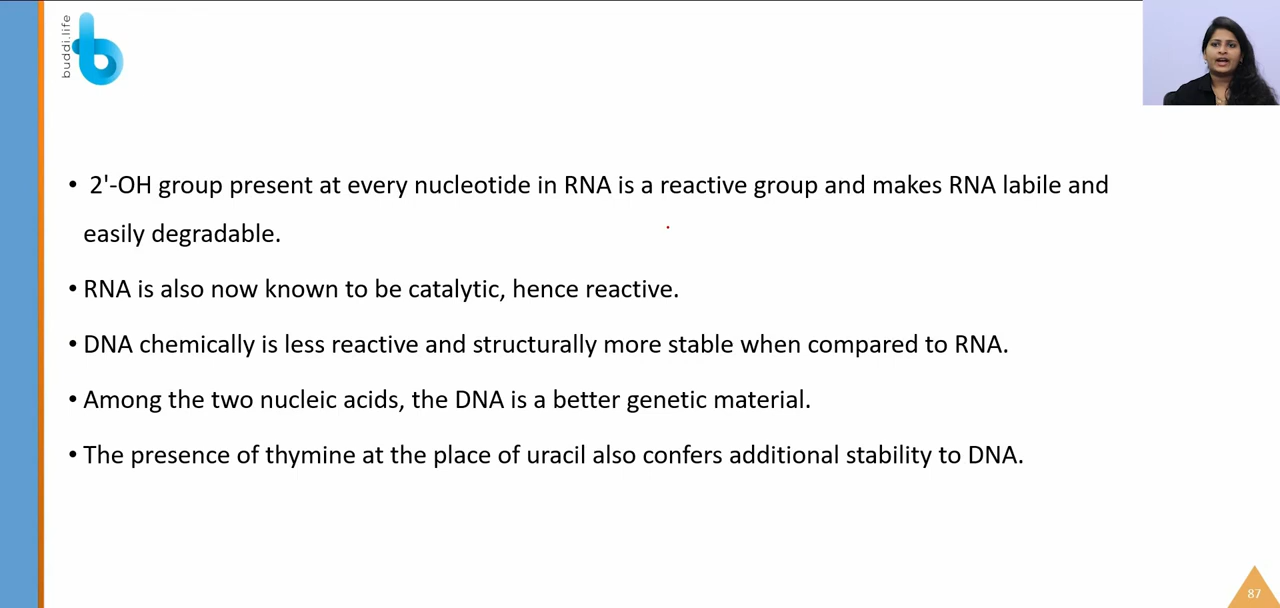 buddi.life
• 2'-OH group present at every nucleotide in RNA is a reactive group and makes RNA labile and
easily degradable.
• RNA is also now known to be catalytic, hence reactive.
• DNA chemically is less reactive and structurally more stable when compared to RNA.
• Among the two nucleic acids, the DNA is a better genetic material.
• The presence of thymine at the place of uracil also confers additional stability to DNA.
87